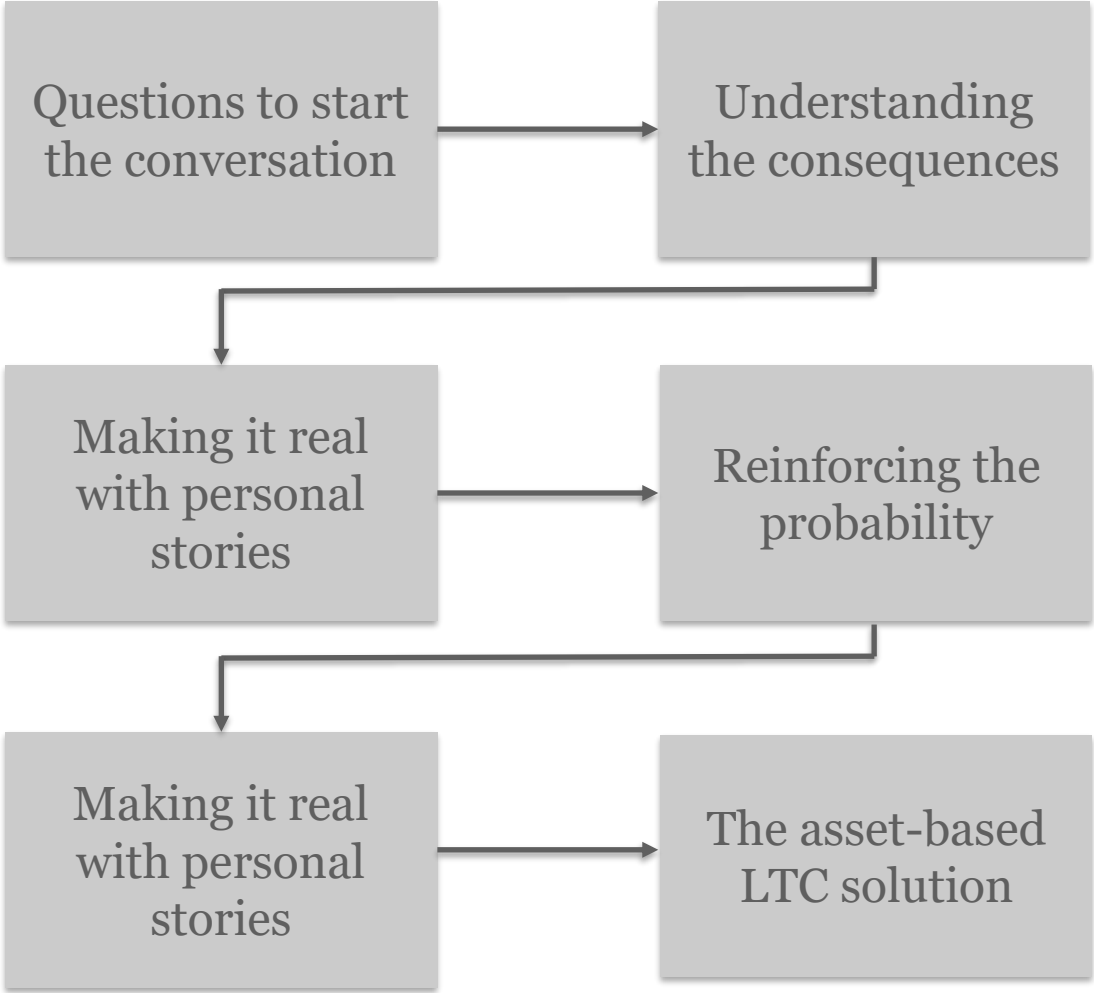 Questions to start
the conversation
Understanding
the consequences
Making it real
with personal
stories
Reinforcing the
probability
Making it real
with personal
stories
The asset-based
LTC solution